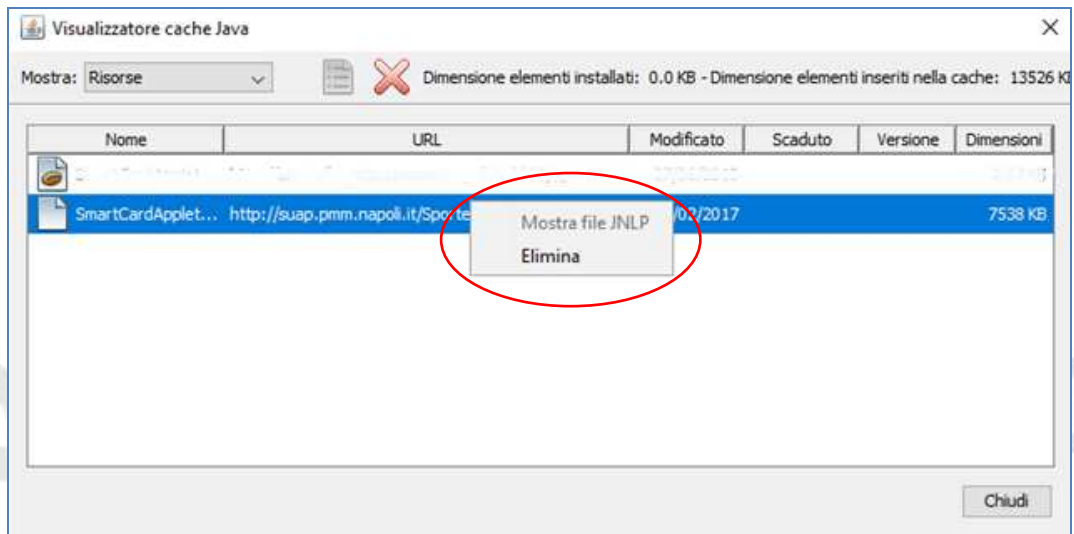 Visualizzatore cache Java
Mostra: Risorse Dimensione elementi installati: 0.0 KB - Dimensione elementi inseriti nella cache: 13526
Nome URL Modificato Scaduto Versione Dimensioni
SmartCardApplet... http://suap.pmm.napoli.it/Sporte /2017 7538 KB
Mostra file JNLP
Elimina
Chiudi